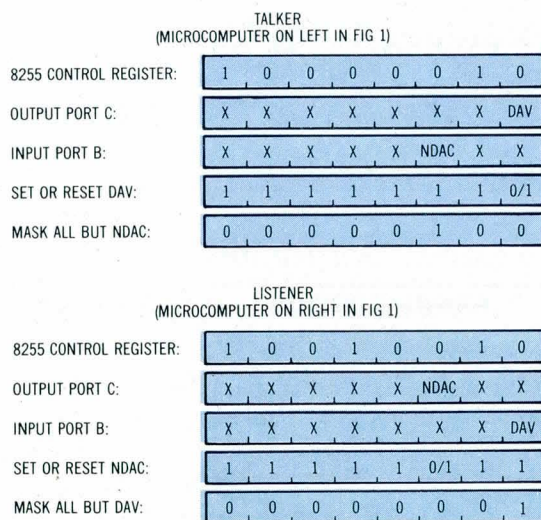 TALKER
(MICROCOMPUTER ON LEFT IN FIG 1)
8255 CONTROL REGISTER: 1 0 0 0 0 0 1 0
OUTPUT PORT C: X X X X X X X DAV
INPUT PORT B: X X X X X NDAC X X
SET OR RESET DAV: 1 1 1 1 1 1 1 0/1
MASK ALL BUT NDAC: 0 0 0 0 0 1 0 0
LISTENER
(MICROCOMPUTER ON RIGHT IN FIG 1)
8255 CONTROL REGISTER: 1 0 0 1 0 0 1 0
OUTPUT PORT C: X X X X X NDAC X X
INPUT PORT B: X X X X X X X DAV
SET OR RESET NDAC: 1 1 1 1 1 0/1 1 1
MASK ALL BUT DAV: 0 0 0 0 0 0 0 1